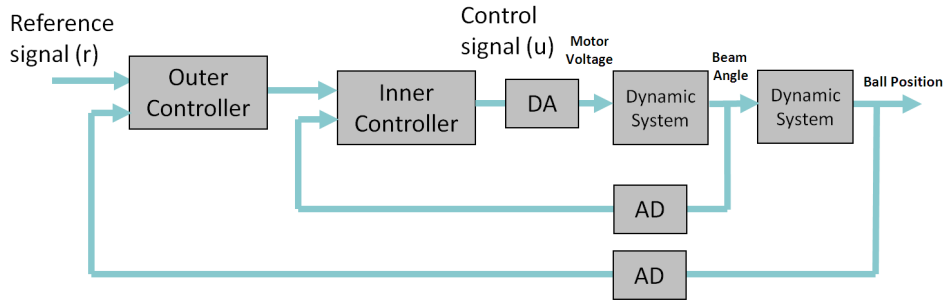 Reference
signal (r)
Control
signal (u)
Motor
Voltage
Beam
Angle
Ball Position
Outer
Controller
Inner
Controller
DA
Dynamic
System
Dynamic
System
AD
AD